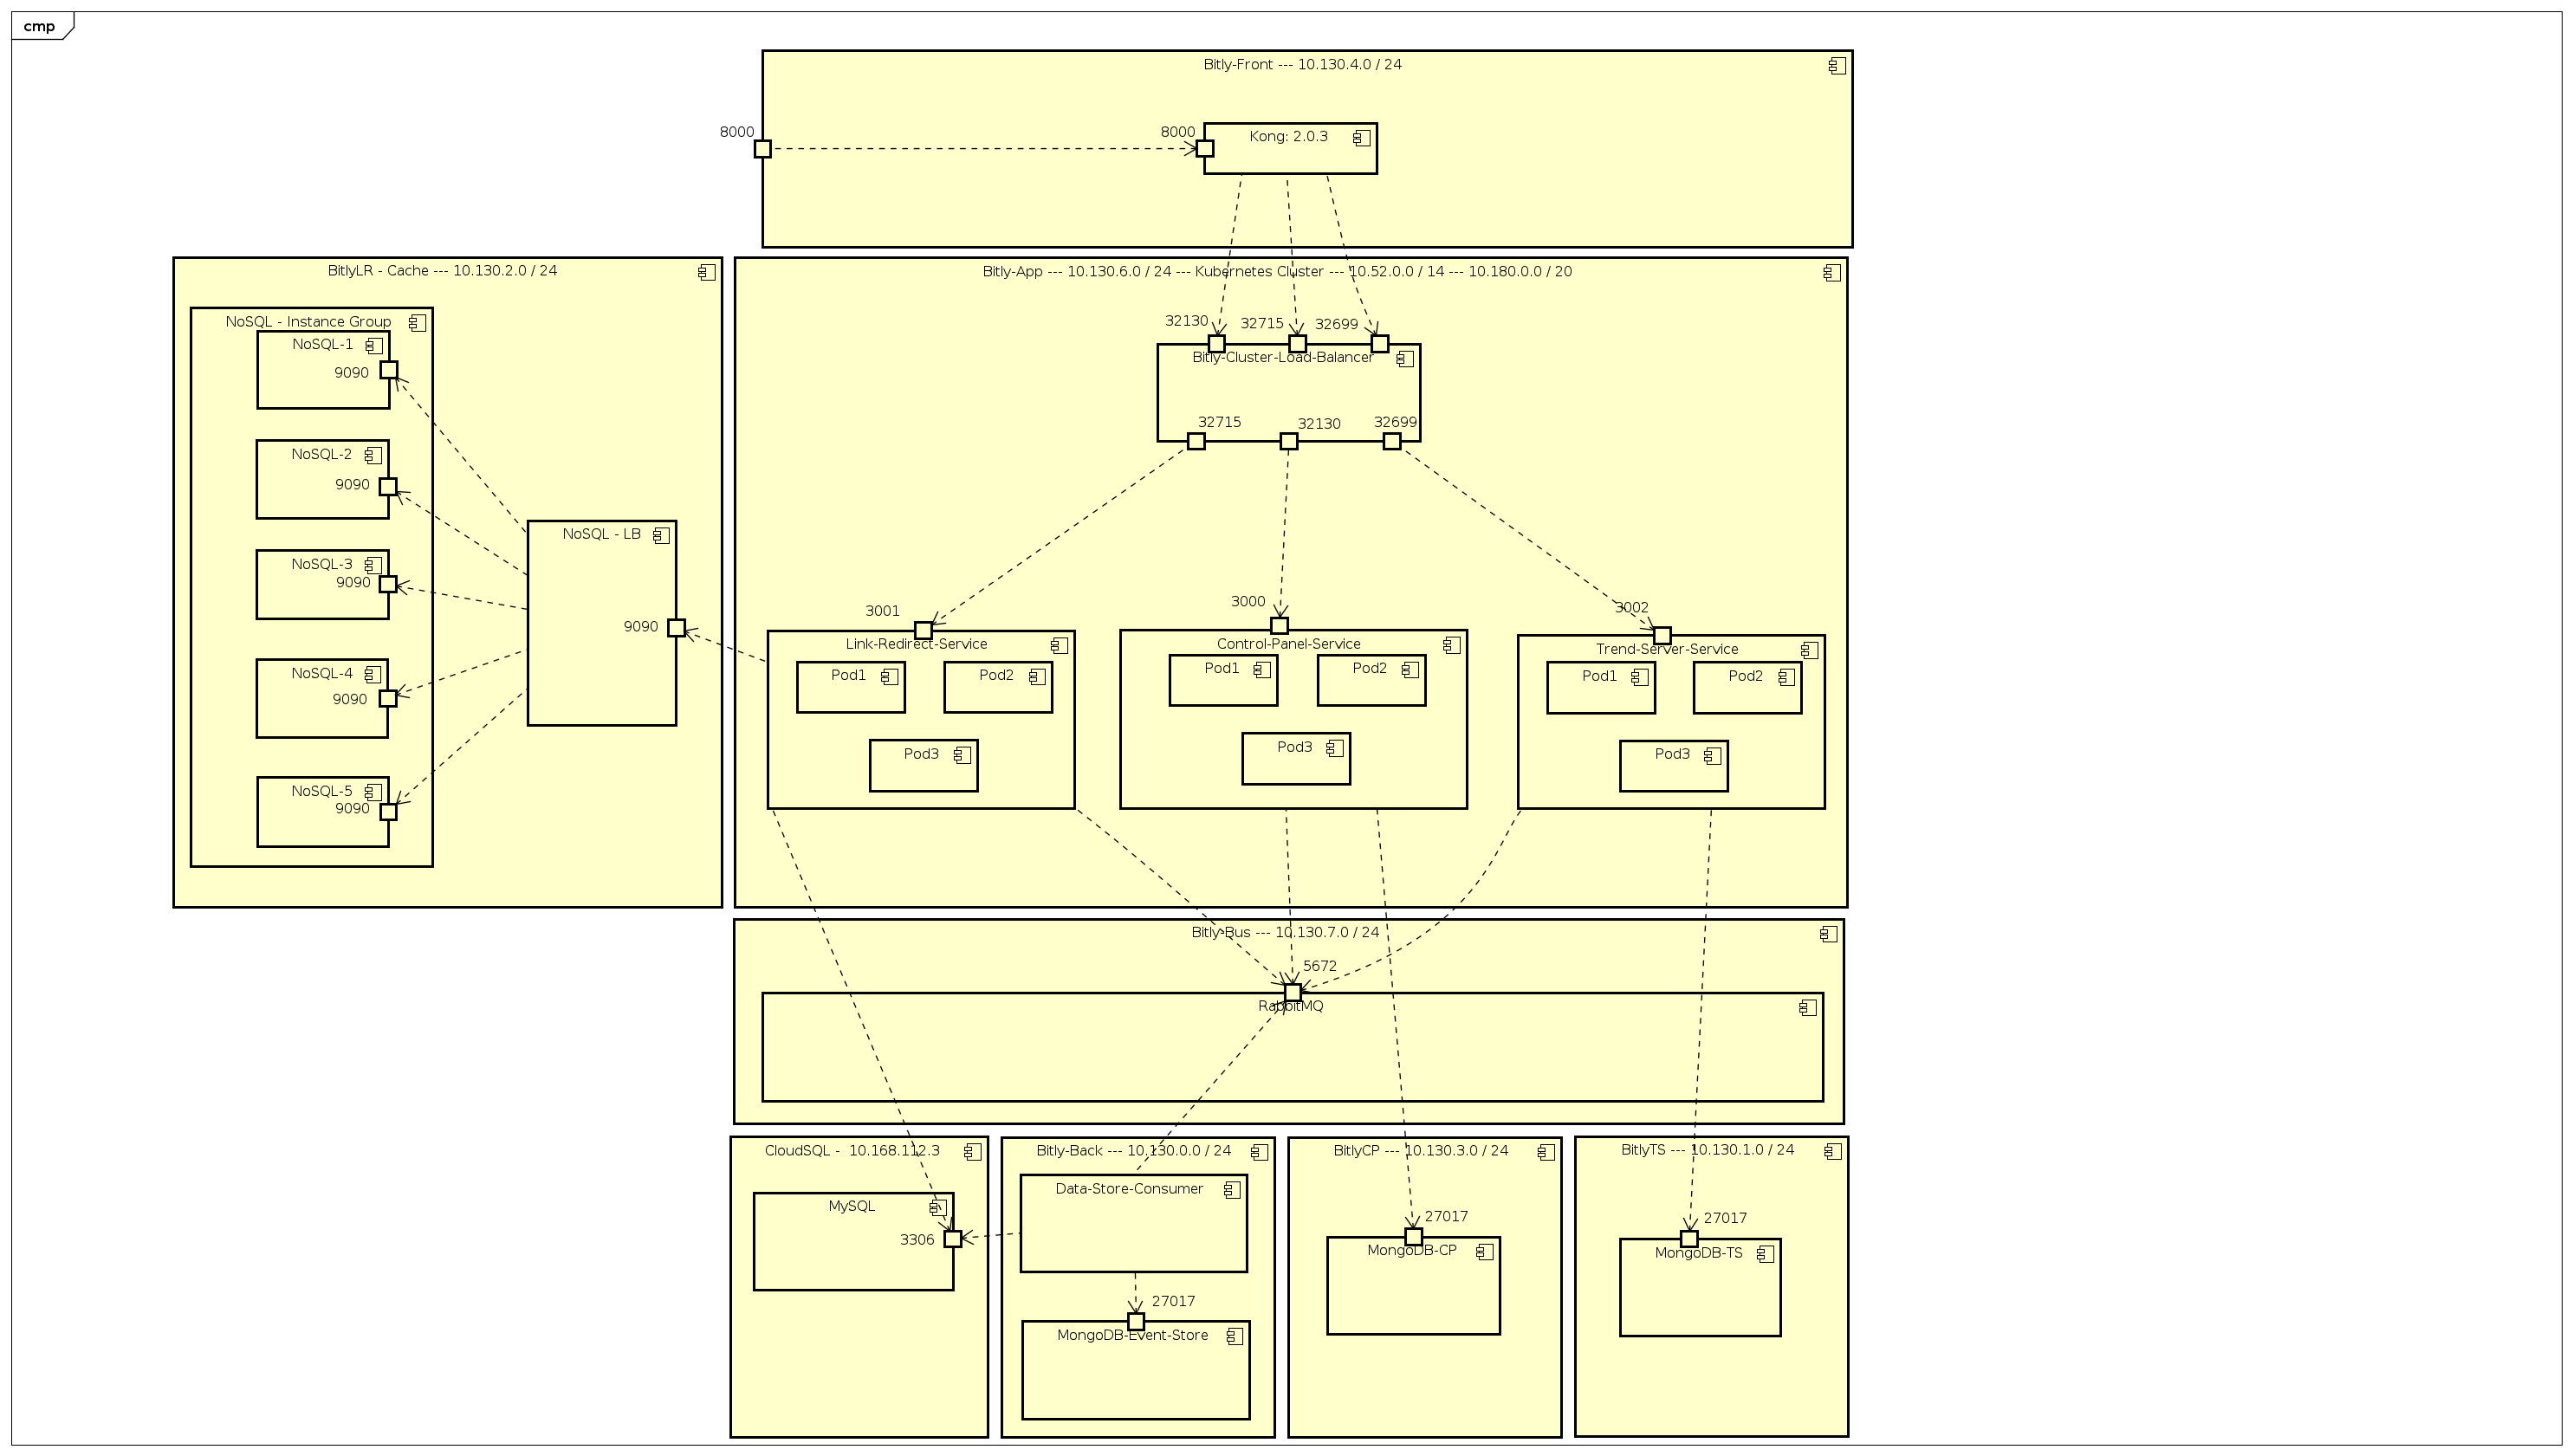 cmp
Bitly-Front --- 10.130.4.0 / 24
8000
8000
Kong: 2.0.3
BitlyLR - Cache --- 10.130.2.0 / 24
NoSQL - Instance Group
NoSQL-1
9090
NoSQL-2
9090
NoSQL-3
9090
NoSQL-4
9090
NoSQL-5
9090
NoSQL - LB
9090
Bitly-App --- 10.130.6.0 / 24 --- Kubernetes Cluster --- 10.52.0.0 / 14 --- 10.180.0.0 / 20
32130
32715
32699
Bitly-Cluster-Load-Balancer
32715
32130
32699
3001
3000
3002
Link-Redirect-Service
Pod1
Pod2
Pod3
Control-Panel-Service
Pod1
Pod2
Pod3
Trend-Server-Service
Pod1
Pod2
Pod3
Bitly-Bus --- 10.130.7.0 / 24
5672
RabbitMQ
CloudSQL -  10.168.112.3
MySQL
3306
Bitly-Back --- 10.130.0.0 / 24
Data-Store-Consumer
27017
MongoDB-Event-Store
BitlyCP --- 10.130.3.0 / 24
27017
MongoDB-CP
BitlyTS --- 10.130.1.0 / 24
27017
MongoDB-TS